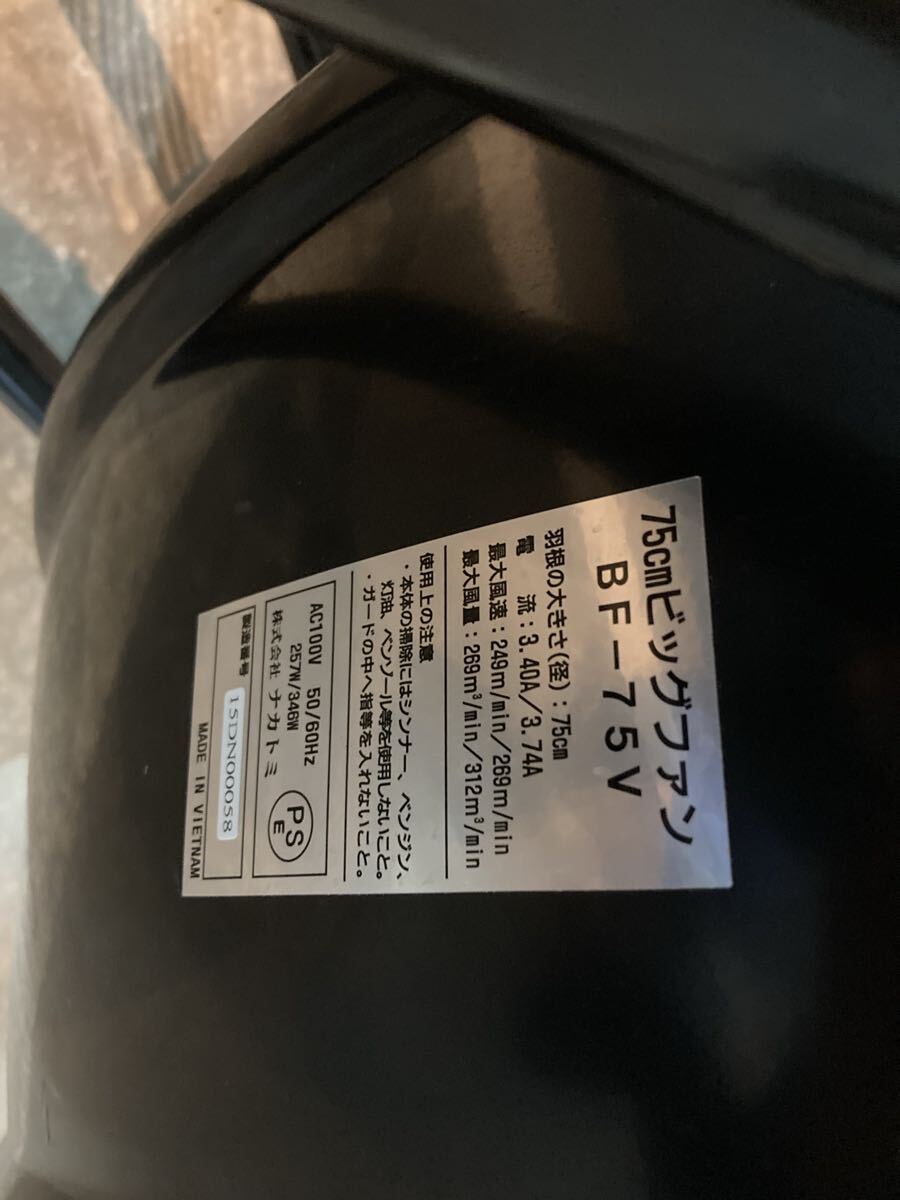 75cmビッグファン
BF-75V
羽根の大きさ(径):75cm
電　流:3.40A/3.74A
最大風速:249m/min/269m/min
最大風量:269m³/min/312m³/min
使用上の注意
・本体の掃除にはシンナー、ベンジン、
灯油、ベンゾール等を使用しないこと。
・ガードの中へ指等を入れないこと。
AC100V 50/60Hz
257W/346W
株式会社 ナカトミ
PS
E
製造番号 15DN00058
MADE IN VIETNAM